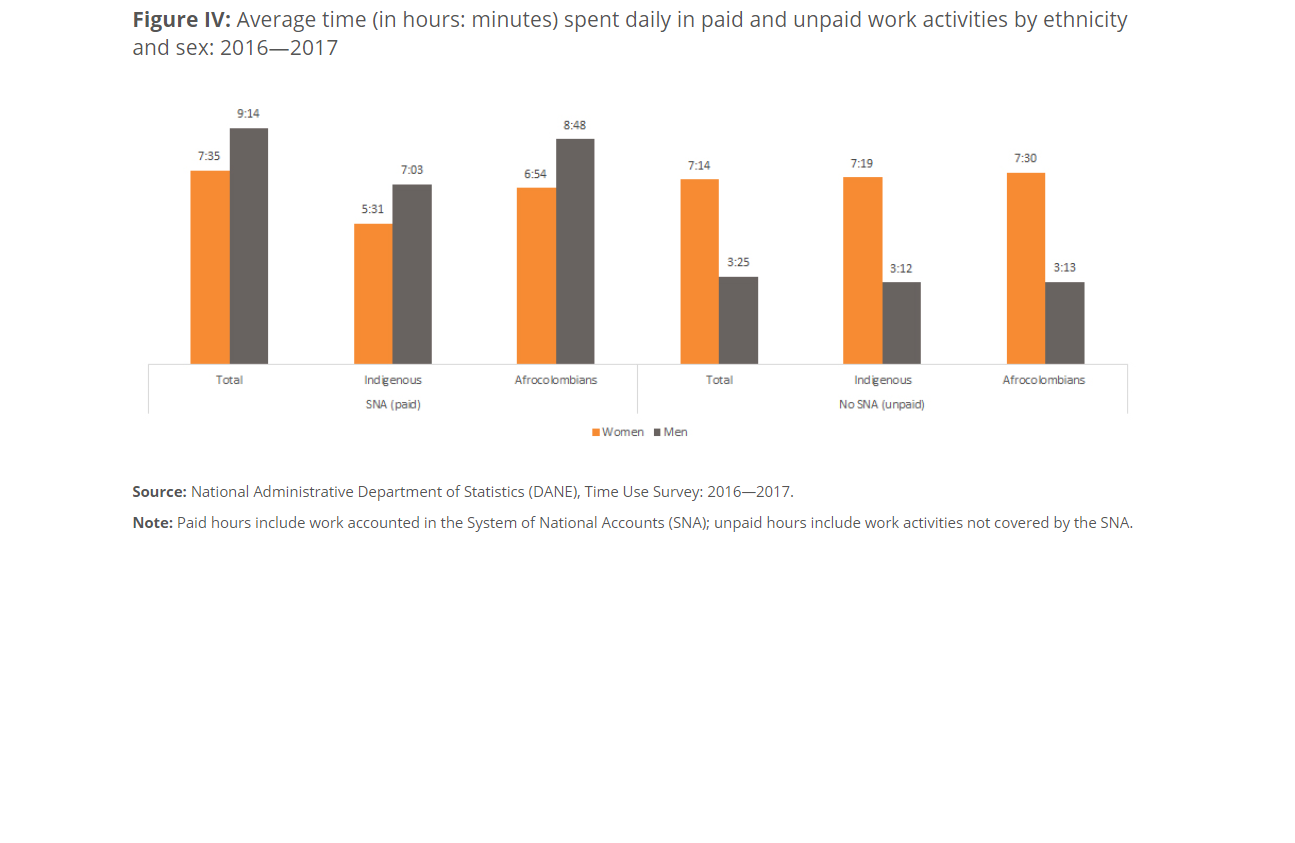 Figure IV: Average time (in hours: minutes) spent daily in paid and unpaid work activities by ethnicity
and sex: 2016—2017
9:14
7:35
7:03
5:31
8:48
6:54
7:14
3:25
7:19
3:12
7:30
3:13
Total Indigenous Afrocolombians Total Indigenous Afrocolombians
SNA (paid) No SNA (unpaid)
Women Men
Source: National Administrative Department of Statistics (DANE), Time Use Survey: 2016—2017.
Note: Paid hours include work accounted in the System of National Accounts (SNA); unpaid hours include work activities not covered by the SNA.